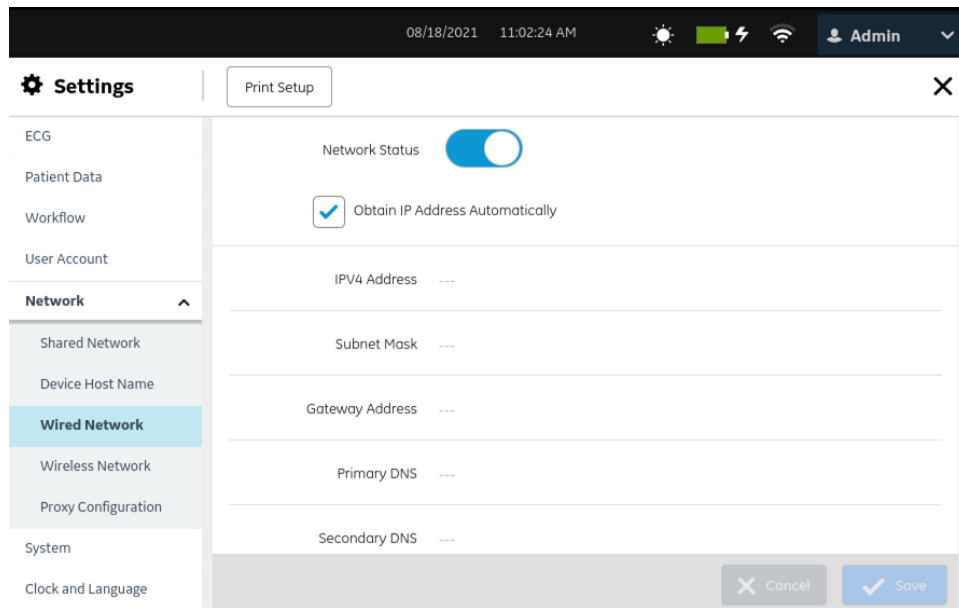 08/18/2021 11:02:24 AM Admin
Settings
Print Setup
ECG
Patient Data
Workflow
User Account
Network
Shared Network
Device Host Name
Wired Network
Wireless Network
Proxy Configuration
System
Clock and Language
Network Status
Obtain IP Address Automatically
IPV4 Address ---
Subnet Mask ---
Gateway Address ---
Primary DNS ---
Secondary DNS ---
Cancel
Save